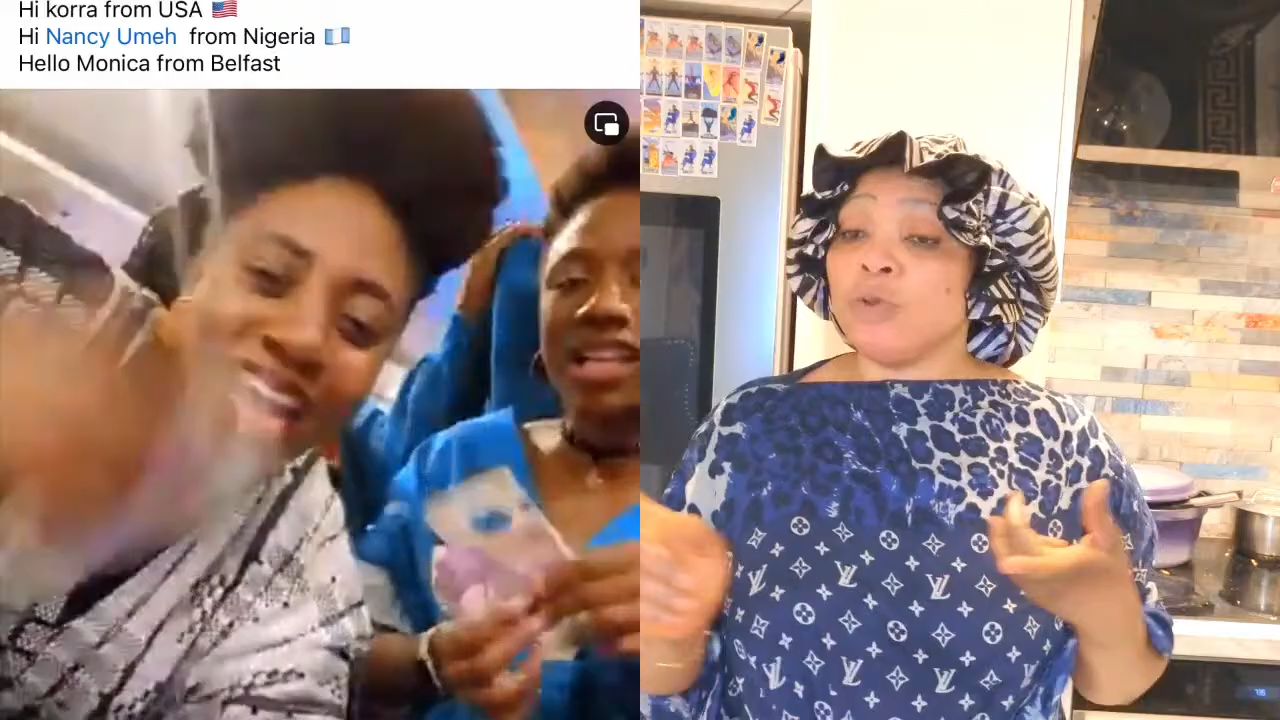 Hi korra from USA 🇺🇸
Hi Nancy Umeh from Nigeria 🇬🇹
Hello Monica from Belfast